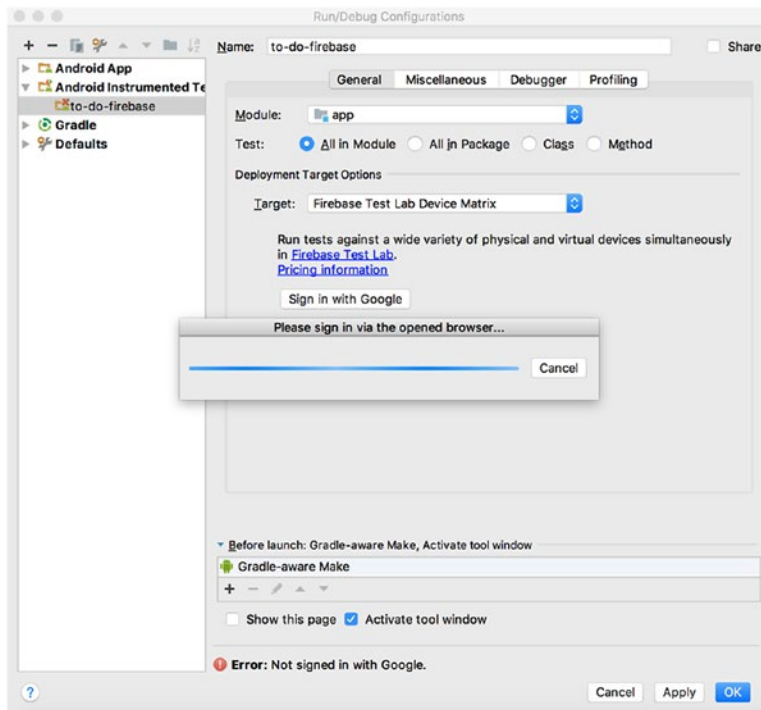 Run/Debug Configurations
Name: to-do-firebase
Share
Android App
Android Instrumented Te
to-do-firebase
Gradle
Defaults
General Miscellaneous Debugger Profiling
Module: app
Test: All in Module All in Package Class Method
Deployment Target Options
Target: Firebase Test Lab Device Matrix
Run tests against a wide variety of physical and virtual devices simultaneously
in Firebase Test Lab.
Pricing information
Sign in with Google
Please sign in via the opened browser...
Cancel
Before launch: Gradle-aware Make, Activate tool window
Gradle-aware Make
Show this page Activate tool window
Error: Not signed in with Google.
? Cancel Apply OK